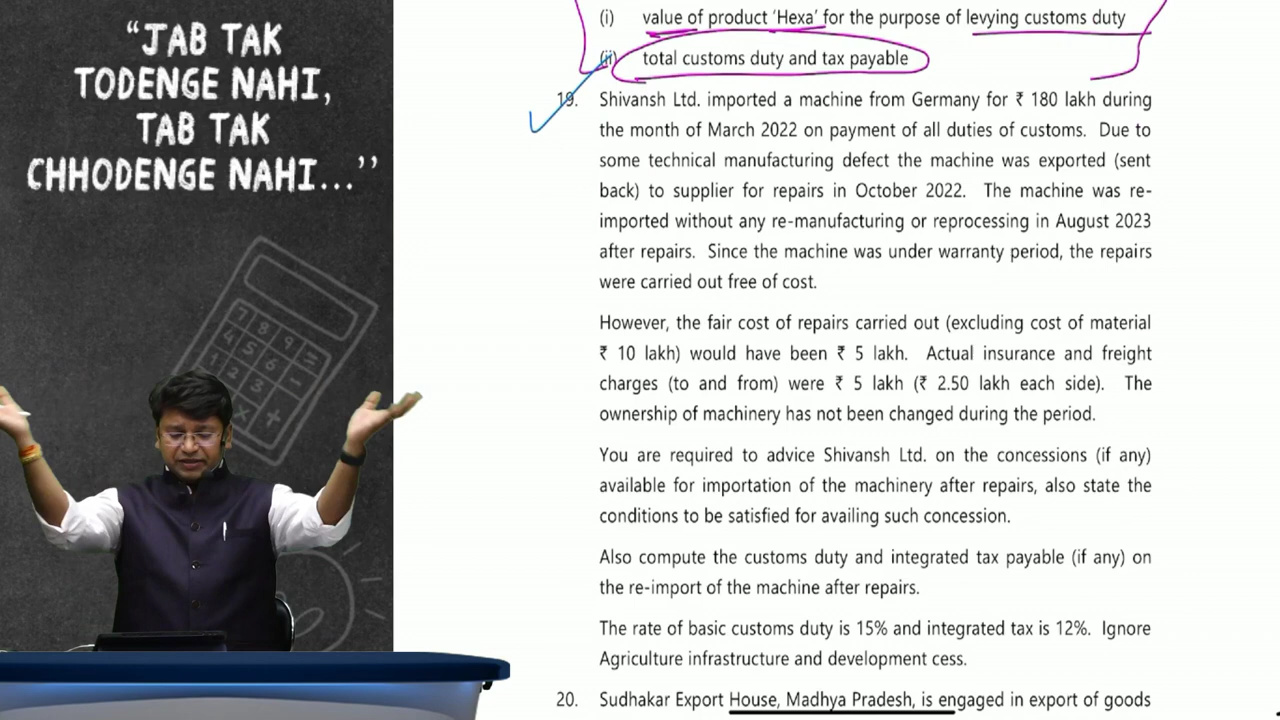 “JAB TAK
TODENGE NAHI,
TAB TAK
CHHODENGE NAHI...’’
(i) value of product ‘Hexa’ for the purpose of levying customs duty
(ii) total customs duty and tax payable
19. Shivansh Ltd. imported a machine from Germany for ₹ 180 lakh during
the month of March 2022 on payment of all duties of customs. Due to
some technical manufacturing defect the machine was exported (sent
back) to supplier for repairs in October 2022. The machine was re-
imported without any re-manufacturing or reprocessing in August 2023
after repairs. Since the machine was under warranty period, the repairs
were carried out free of cost.
However, the fair cost of repairs carried out (excluding cost of material
₹ 10 lakh) would have been ₹ 5 lakh. Actual insurance and freight
charges (to and from) were ₹ 5 lakh (₹ 2.50 lakh each side). The
ownership of machinery has not been changed during the period.
You are required to advice Shivansh Ltd. on the concessions (if any)
available for importation of the machinery after repairs, also state the
conditions to be satisfied for availing such concession.
Also compute the customs duty and integrated tax payable (if any) on
the re-import of the machine after repairs.
The rate of basic customs duty is 15% and integrated tax is 12%. Ignore
Agriculture infrastructure and development cess.
20. Sudhakar Export House, Madhya Pradesh, is engaged in export of goods